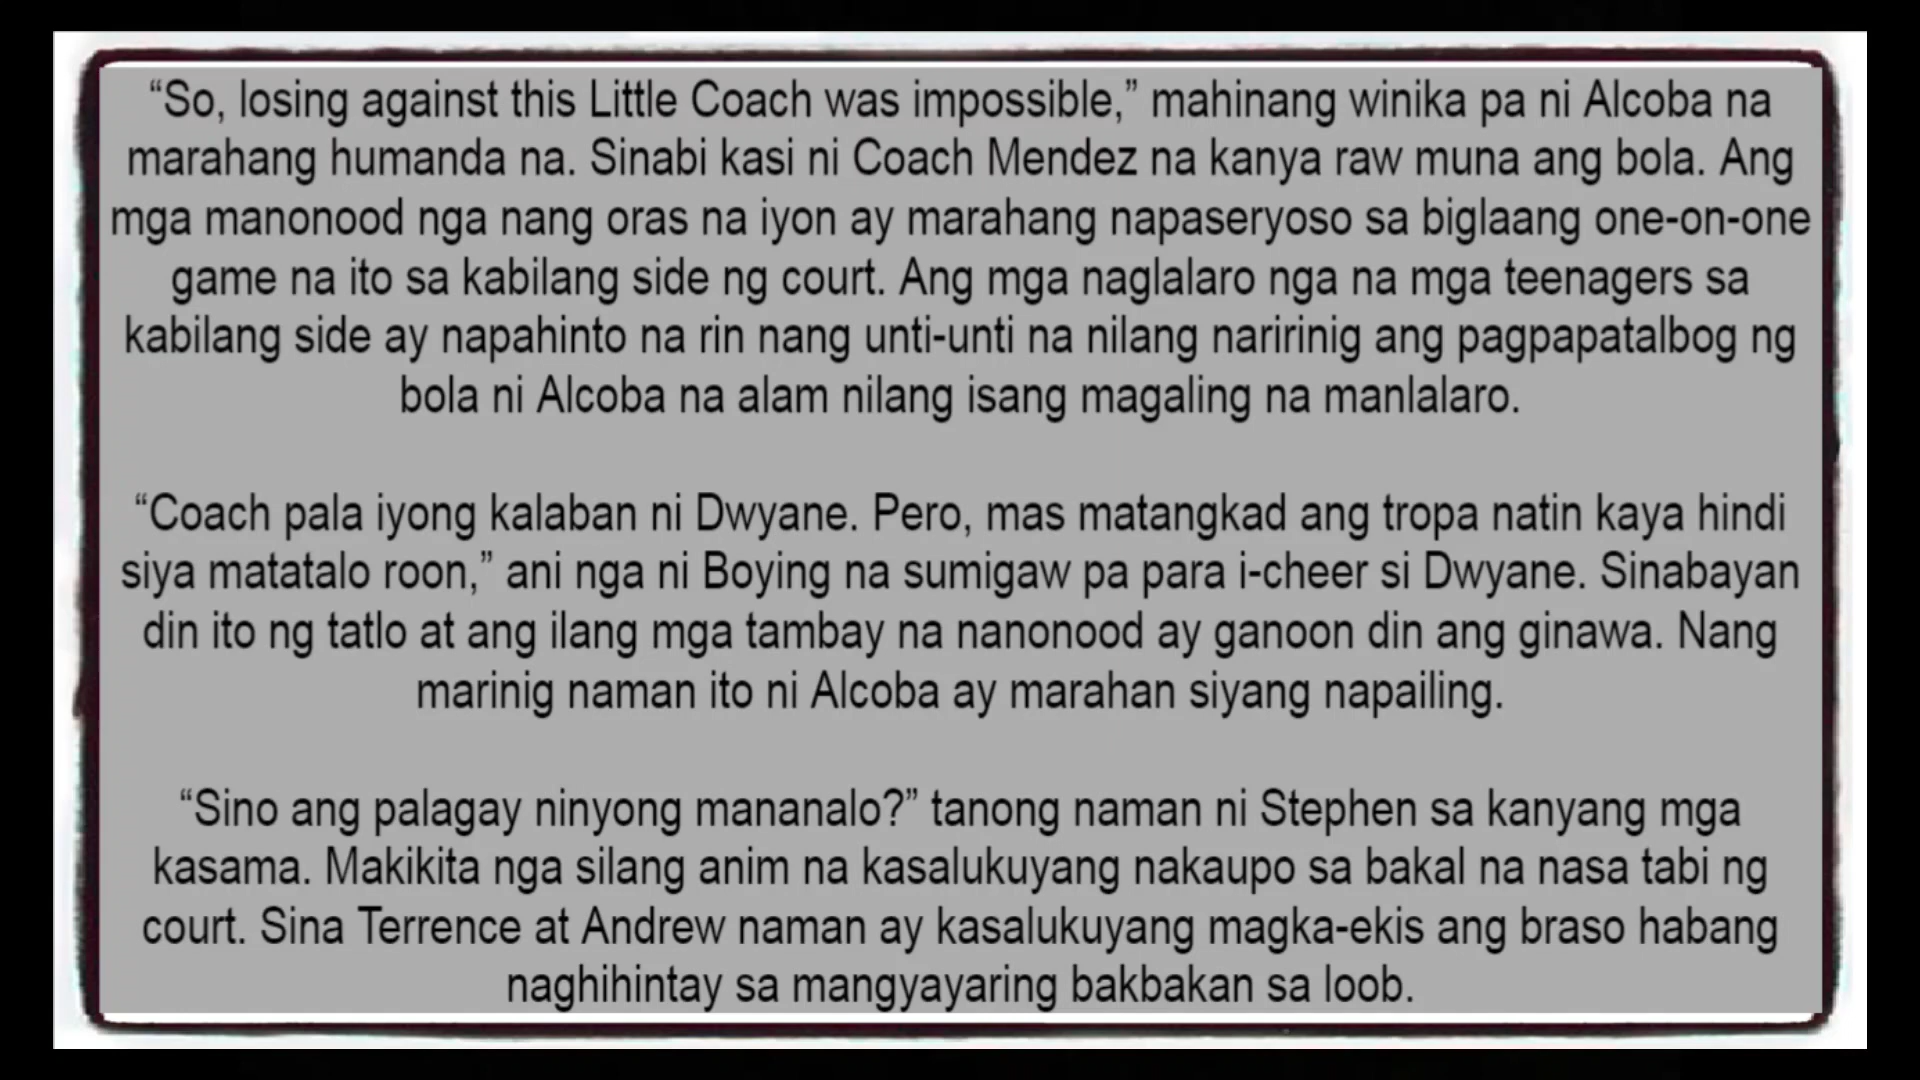 “So, losing against this Little Coach was impossible,” mahinang winika pa ni Alcoba na
marahang humanda na. Sinabi kasi ni Coach Mendez na kanya raw muna ang bola. Ang
mga manonood nga nang oras na iyon ay marahang napaseryoso sa biglaang one-on-one
game na ito sa kabilang side ng court. Ang mga naglalaro nga na mga teenagers sa
kabilang side ay napahinto na rin nang unti-unti na nilang naririnig ang pagpapatalbog ng
bola ni Alcoba na alam nilang isang magaling na manlalaro.
“Coach pala iyong kalaban ni Dwyane. Pero, mas matangkad ang tropa natin kaya hindi
siya matatalo roon,” ani nga ni Boying na sumigaw pa para i-cheer si Dwyane. Sinabayan
din ito ng tatlo at ang ilang mga tambay na nanonood ay ganoon din ang ginawa. Nang
marinig naman ito ni Alcoba ay marahan siyang napailing.
“Sino ang palagay ninyong mananalo?” tanong naman ni Stephen sa kanyang mga
kasama. Makikita nga silang anim na kasalukuyang nakaupo sa bakal na nasa tabi ng
court. Sina Terrence at Andrew naman ay kasalukuyang magka-ekis ang braso habang
naghihintay sa mangyayaring bakbakan sa loob.